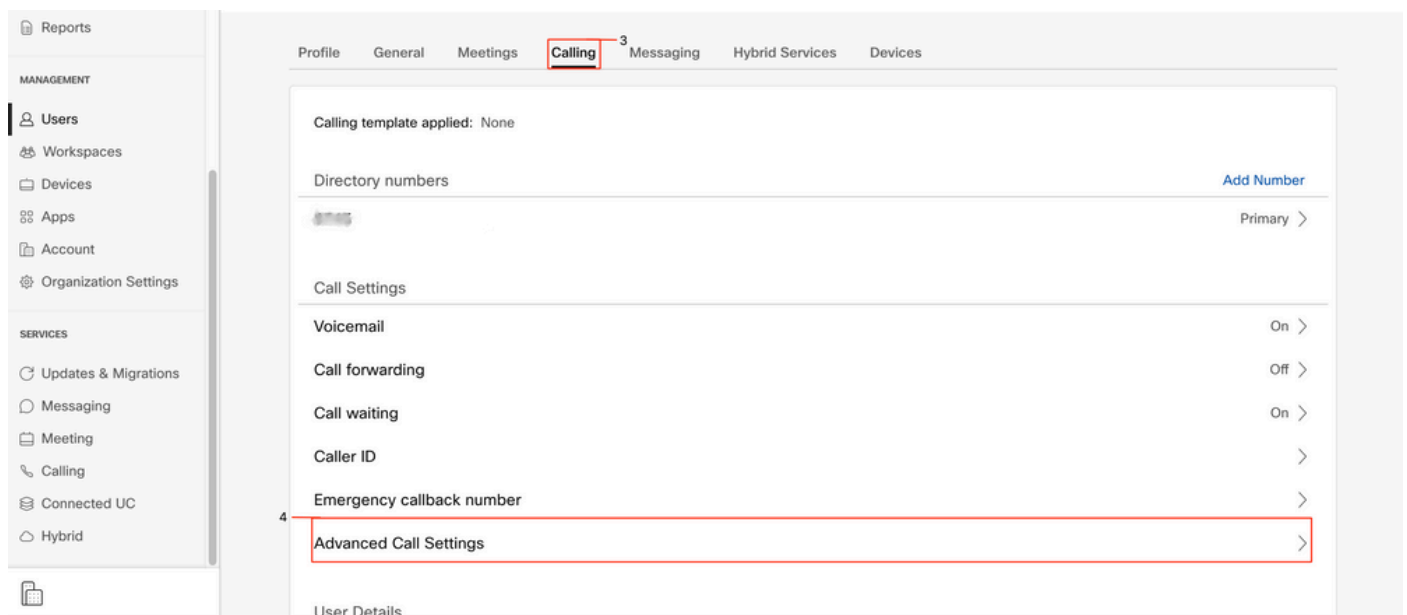 Reports
MANAGEMENT
Users
Workspaces
Devices
Apps
Account
Organization Settings
SERVICES
Updates & Migrations
Messaging
Meeting
Calling
Connected UC
Hybrid
Profile General Meetings Calling 3 Messaging Hybrid Services Devices
Calling template applied: None
Directory numbers Add Number
Primary
Call Settings
Voicemail On
Call forwarding Off
Call waiting On
Caller ID
Emergency callback number
4
Advanced Call Settings
User Details